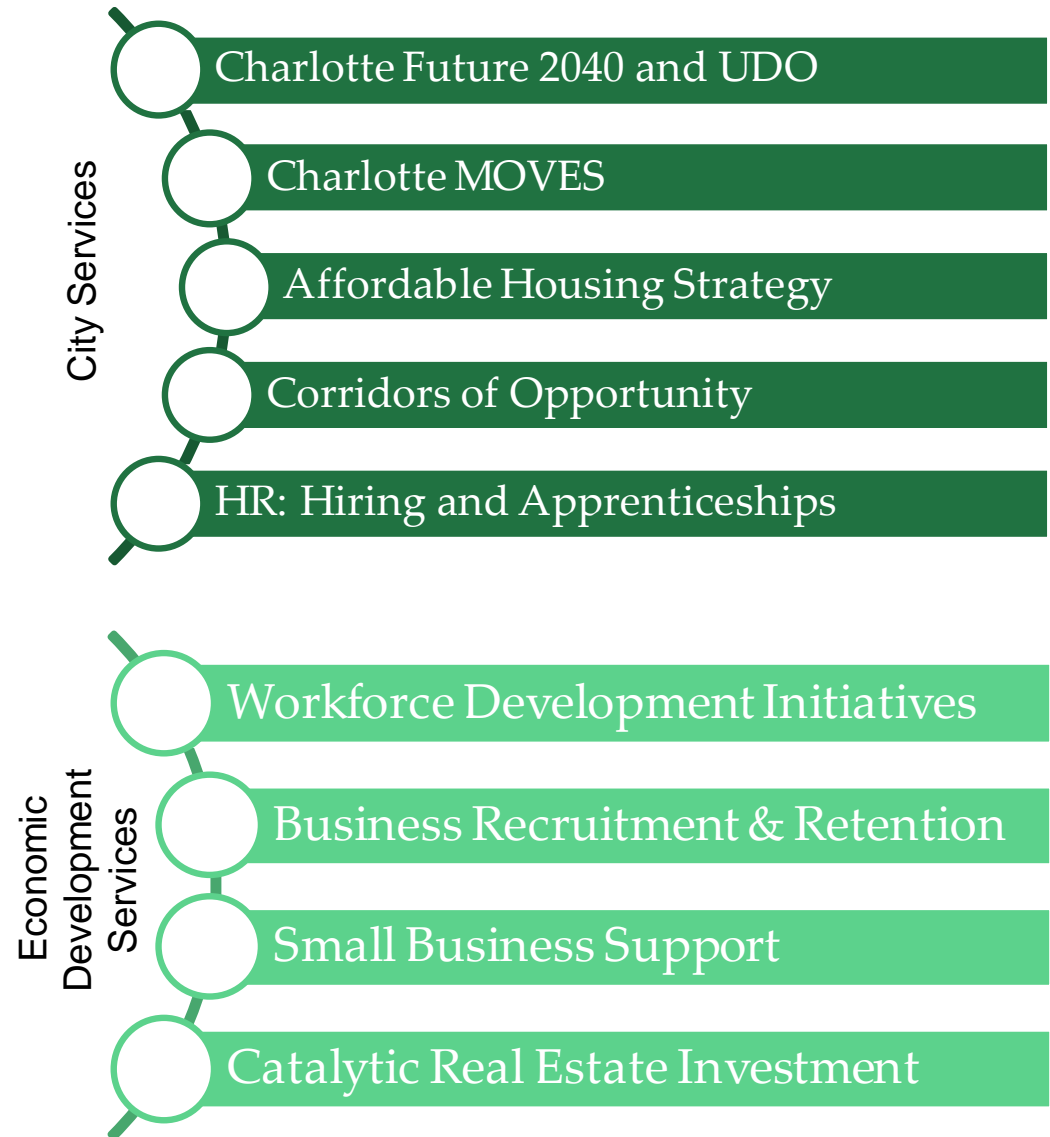 City Services
Charlotte Future 2040 and UDO
Charlotte MOVES
Affordable Housing Strategy
Corridors of Opportunity
HR: Hiring and Apprenticeships
Economic
Development
Services
Workforce Development Initiatives
Business Recruitment & Retention
Small Business Support
Catalytic Real Estate Investment